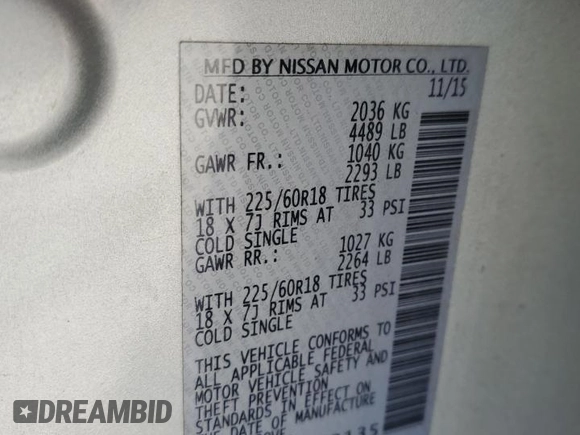 MFD BY NISSAN MOTOR CO., LTD.
DATE: 11/15
GVWR: 2036 KG
4489 LB
GAWR FR.: 1040 KG
2293 LB
WITH 225/60R18 TIRES
18 X 7J RIMS AT 33 PSI
COLD SINGLE
GAWR RR.: 1027 KG
2264 LB
WITH 225/60R18 TIRES
18 X 7J RIMS AT 33 PSI
COLD SINGLE
THIS VEHICLE CONFORMS TO
ALL APPLICABLE FEDERAL
MOTOR VEHICLE SAFETY AND
THEFT PREVENTION
STANDARDS IN EFFECT ON
THE DATE OF MANUFACTURE
DREAMBID